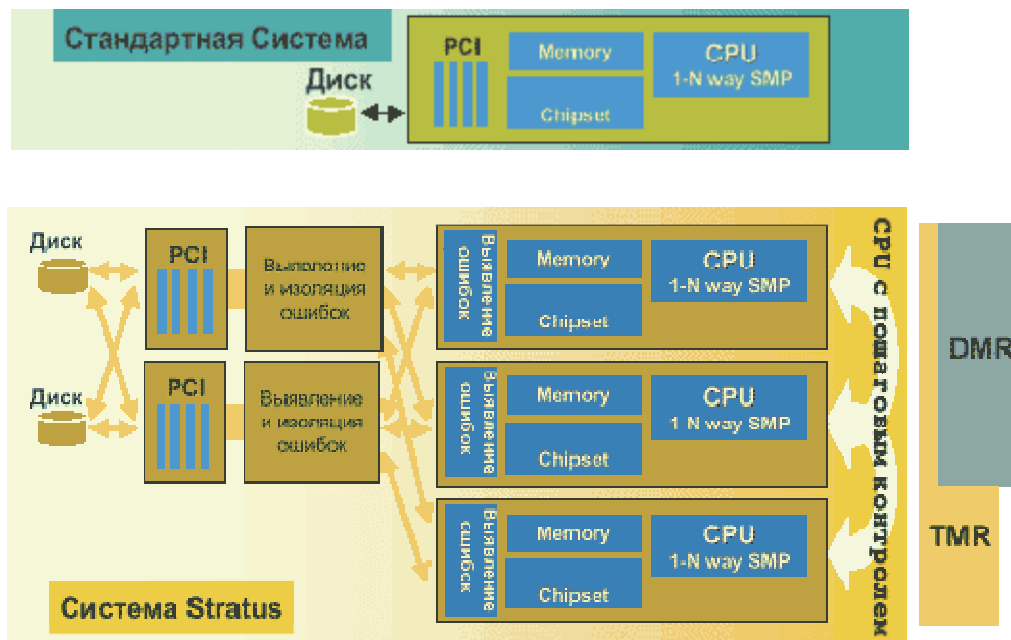 Стандартная Система
Диск
PCI
Memory
Chipset
CPU
1-N way SMP
Диск
PCI
Выявление
и изоляция
ошибок
Выявление
ошибок
Memory
Chipset
CPU
1-N way SMP
Диск
PCI
Выявление
и изоляция
ошибок
Выявление
ошибок
Memory
Chipset
CPU
1-N way SMP
Выявление
ошибок
Memory
Chipset
CPU
1-N way SMP
CPU с пошаговым контролем
DMR
TMR
Система Stratus